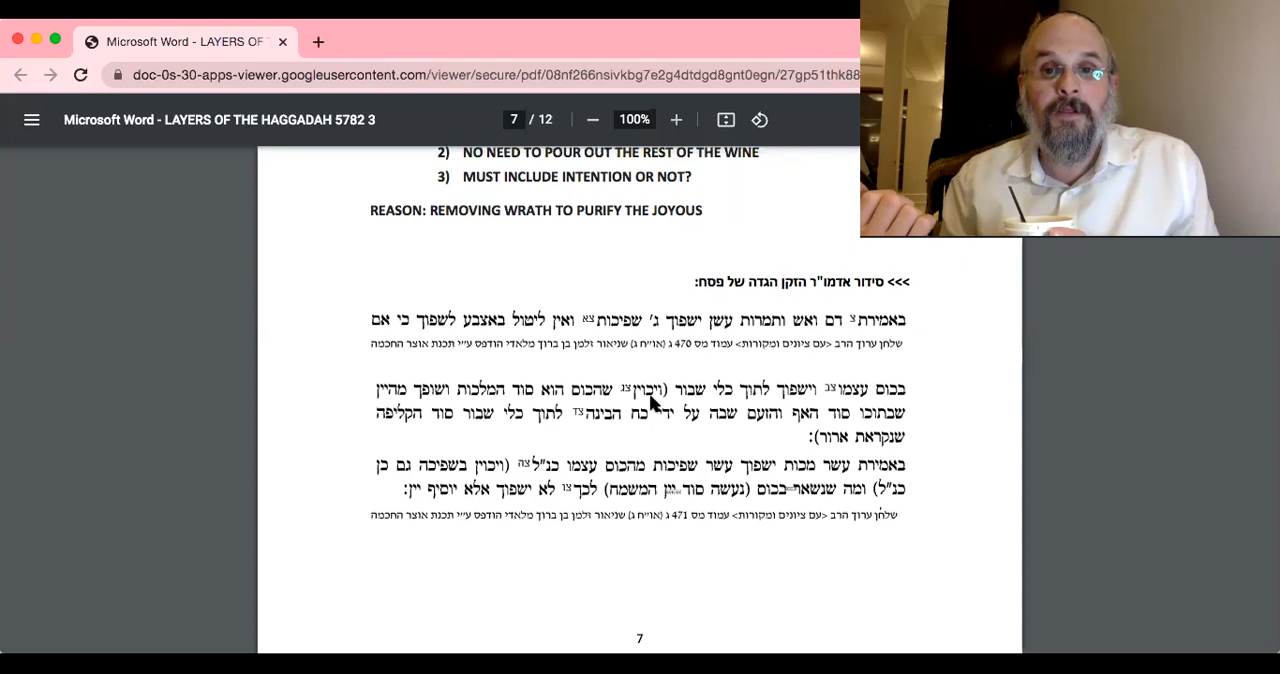 Microsoft Word - LAYERS OF T
doc-0s-30-apps-viewer.googleusercontent.com/viewer/secure/pdf/08nf266nsivkbg7e2g4dtdgd8gnt0egn/27gp51thk88
Microsoft Word - LAYERS OF THE HAGGADAH 5782 3
7 / 12
100%
2) NO NEED TO POUR OUT THE REST OF THE WINE
3) MUST INCLUDE INTENTION OR NOT?
REASON: REMOVING WRATH TO PURIFY THE JOYOUS
>>> סידור אדמו"ר הזקן הגדה של פסח:
באמירת צ דם ואש ותמרות עשן ישפוך ג' שפיכות צא ואין ליטול באצבע לשפוך כי אם
שלחן ערוך הרב <עם ציונים ומקורות> עמוד מס 470 ג (או"ח ג) שניאור זלמן בן ברוך מלאדי הודפס ע"י תכנת אוצר החכמה
בכוס עצמו צב וישפוך לתוך כלי שבור (ויכוין צג שהכוס הוא סוד המלכות ושופך מהיין
שבתוכו סוד האף והזעם שבה על ידי כח הבינה צד לתוך כלי שבור סוד הקליפה
שנקראת ארור):
באמירת עשר מכות ישפוך עשר שפיכות מהכוס עצמו כנ"ל צה (ויכוין בשפיכה גם כן
כנ"ל) ומה שנשאר בכוס (נעשה סוד יין המשמח) לכך צו לא ישפוך אלא יוסיף יין:
שלחן ערוך הרב <עם ציונים ומקורות> עמוד מס 471 ג (או"ח ג) שניאור זלמן בן ברוך מלאדי הודפס ע"י תכנת אוצר החכמה
7